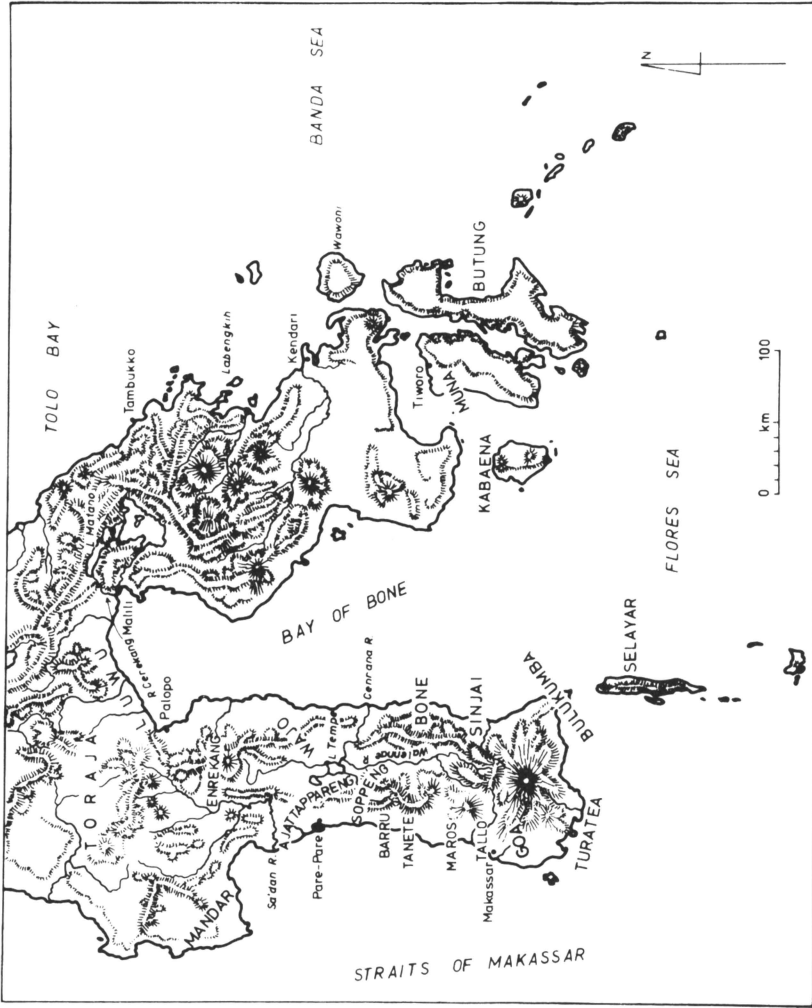 TOLO BAY
BANDA SEA
Tambukko
Labengkin
Kendari
Wawoni
L. Matano
R. Cerekang
Malili
LUWU
Palopo
TORAJA
ENREKANG
MANDAR
Sa'dan R.
WAJO
L. Tempe
Cenrana R.
AJATTAPPARENG
Pare-Pare
SOPPENG
BARRU
TANETE
BONE
SINJAI
MAROS
TALLO
Makassar
GOA
TURATEA
BULUKUMBA
BAY OF BONE
STRAITS OF MAKASSAR
Tiworo
MUNA
BUTUNG
KABAENA
SELAYAR
FLORES SEA
0 km 100
N